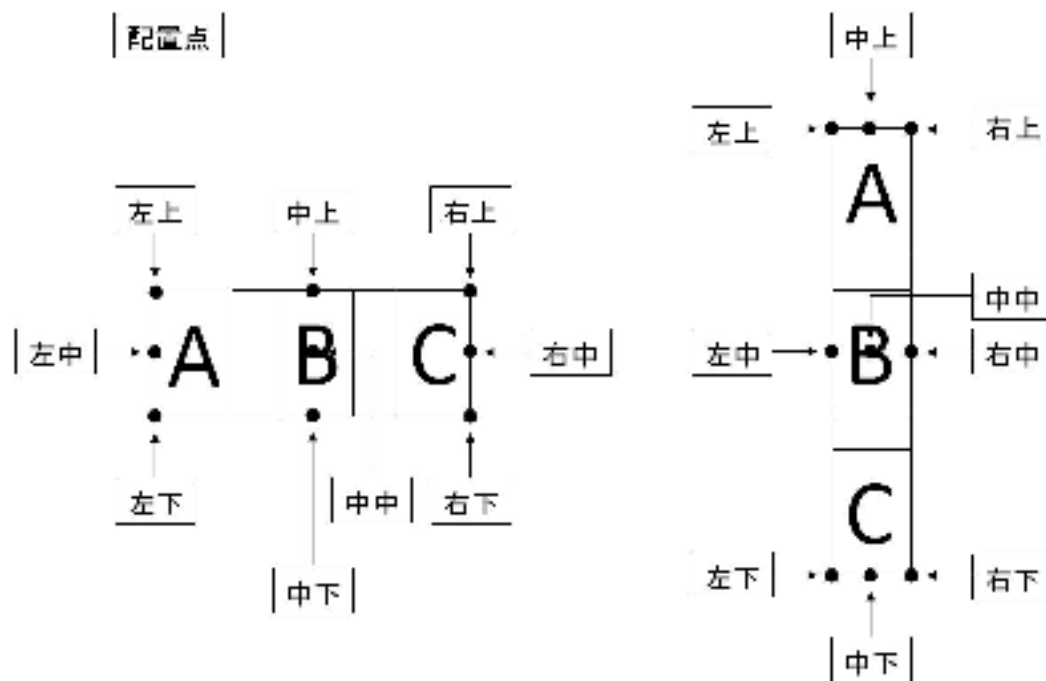 配置点
左上
中上
右上
左中
A
B
C
右中
左下
中中
右下
中下
中上
左上
右上
A
中中
左中
B
右中
C
左下
右下
中下